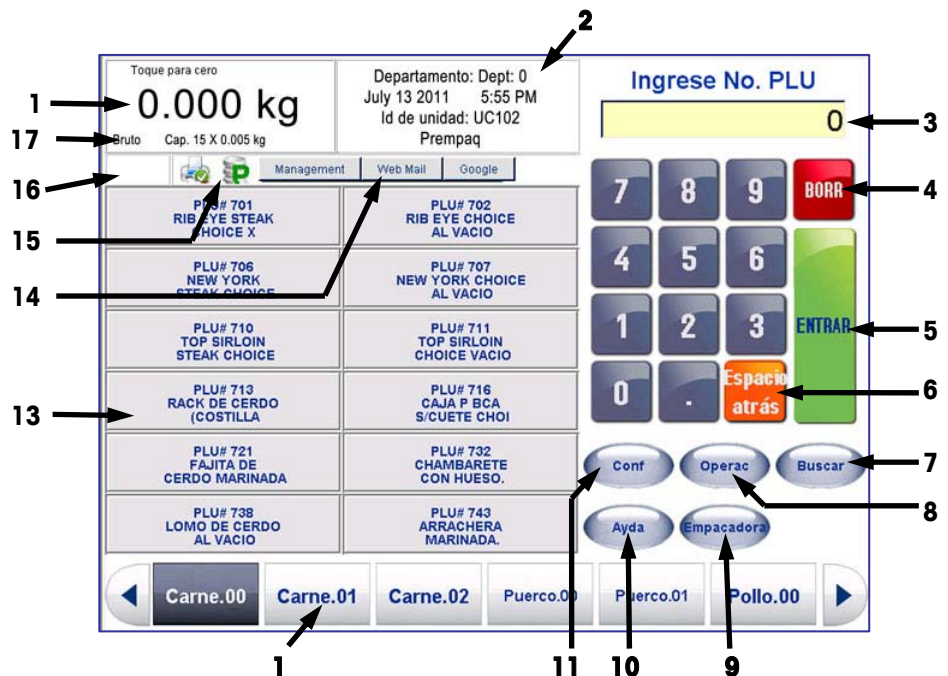 2
Toque para cero
0.000 kg
Bruto Cap. 15 X 0.005 kg
Departamento: Dept: 0
July 13 2011 5:55 PM
Id de unidad: UC102
Prempaq
Ingrese No. PLU
0
1
17
16
15
14
13
3
4
5
6
7
8
Management
Web Mail
Google
PLU# 701
RIB EYE STEAK
CHOICE X
PLU# 702
RIB EYE CHOICE
AL VACIO
PLU# 706
NEW YORK
STEAK CHOICE
PLU# 707
NEW YORK CHOICE
AL VACIO
PLU# 710
TOP SIRLOIN
STEAK CHOICE
PLU# 711
TOP SIRLOIN
CHOICE VACIO
PLU# 713
RACK DE CERDO
(COSTILLA
PLU# 716
CAJA P BCA
S/CUETE CHOI
PLU# 721
FAJITA DE
CERDO MARINADA
PLU# 732
CHAMBARETE
CON HUESO.
PLU# 738
LOMO DE CERDO
AL VACIO
PLU# 743
ARRACHERA
MARINADA.
7 8 9 BORR
4 5 6
1 2 3 ENTRAR
0 . Espacio
atrás
Conf Operac Buscar
Ayda Empacadora
Carne.00 Carne.01 Carne.02 Puerco.00 Puerco.01 Pollo.00
1 11 10 9